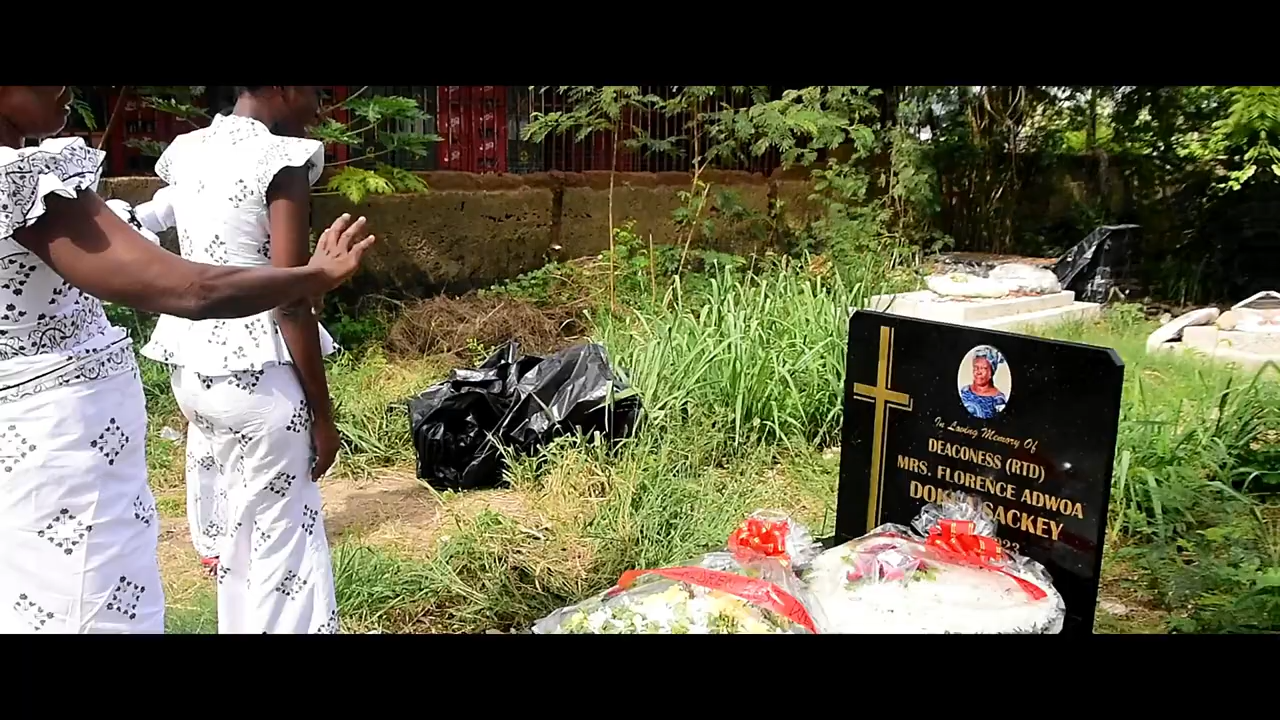 In Loving Memory Of
DEACONESS (RTD)
MRS. FLORENCE ADWOA
SACKEY